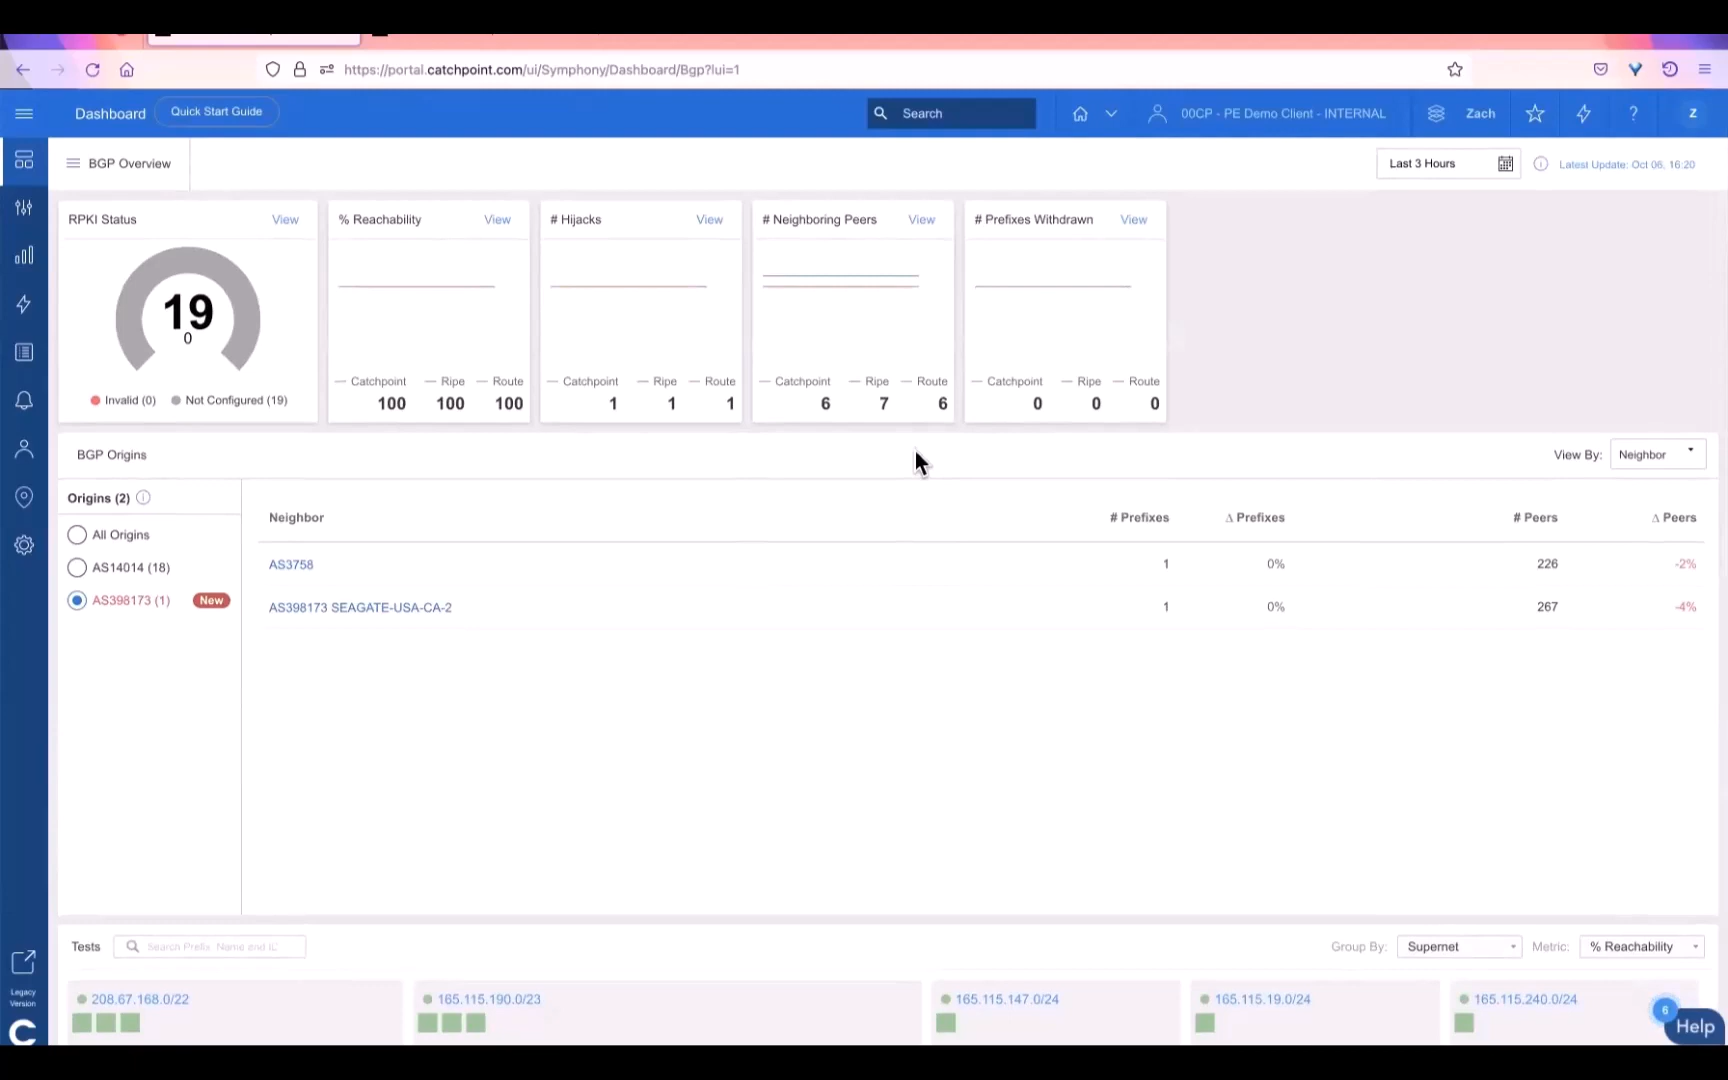 https://portal.catchpoint.com/ui/Symphony/Dashboard/Bgp?lui=1
Dashboard Quick Start Guide Search 00CP - PE Demo Client - INTERNAL Zach ? Z
BGP Overview Last 3 Hours Latest Update: Oct 06, 16:20
RPKI Status View
19
0
Invalid (0) Not Configured (19)
% Reachability View
Catchpoint Ripe Route
100 100 100
# Hijacks View
Catchpoint Ripe Route
1 1 1
# Neighboring Peers View
Catchpoint Ripe Route
6 7 6
# Prefixes Withdrawn View
Catchpoint Ripe Route
0 0 0
BGP Origins View By: Neighbor
Origins (2)
All Origins
AS14014 (18)
AS398173 (1) New
Neighbor # Prefixes Δ Prefixes # Peers Δ Peers
AS3758 1 0% 226 -2%
AS398173 SEAGATE-USA-CA-2 1 0% 267 -4%
Legacy
Version
Tests Search Prefix Name and ID Group By: Supernet Metric: % Reachability
208.67.168.0/22 165.115.190.0/23 165.115.147.0/24 165.115.19.0/24 165.115.240.0/24
6
Help